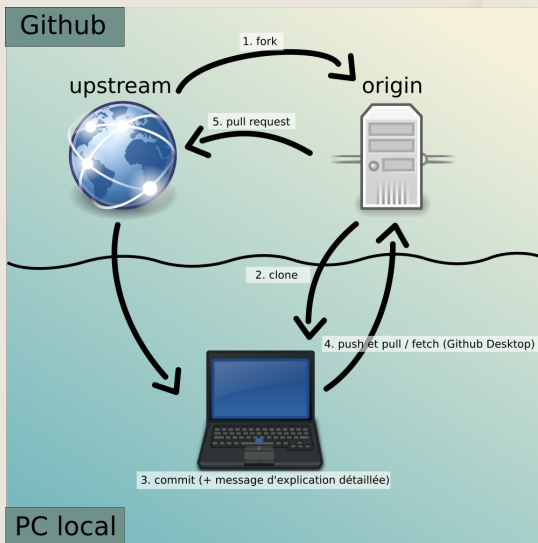 Github
1. fork
upstream
origin
5. pull request
2. clone
4. push et pull / fetch (Github Desktop)
3. commit (+ message d'explication détaillée)
PC local